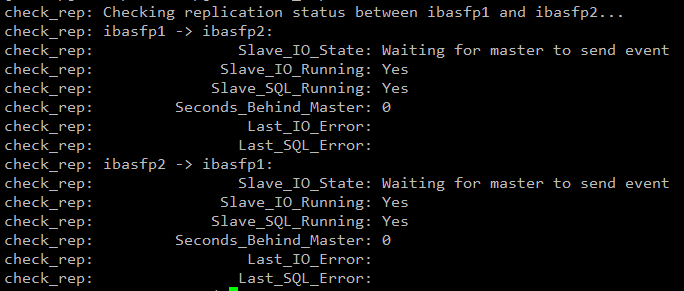 check_rep: Checking replication status between ibasfp1 and ibasfp2...
check_rep: ibasfp1 -> ibasfp2:
check_rep:                Slave_IO_State: Waiting for master to send event
check_rep:              Slave_IO_Running: Yes
check_rep:             Slave_SQL_Running: Yes
check_rep:         Seconds_Behind_Master: 0
check_rep:                 Last_IO_Error:
check_rep:                Last_SQL_Error:
check_rep: ibasfp2 -> ibasfp1:
check_rep:                Slave_IO_State: Waiting for master to send event
check_rep:              Slave_IO_Running: Yes
check_rep:             Slave_SQL_Running: Yes
check_rep:         Seconds_Behind_Master: 0
check_rep:                 Last_IO_Error:
check_rep:                Last_SQL_Error: